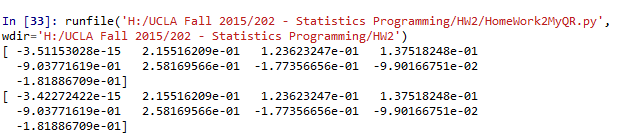 In [33]: runfile('H:/UCLA Fall 2015/202 - Statistics Programming/HW2/HomeWork2MyQR.py',
wdir='H:/UCLA Fall 2015/202 - Statistics Programming/HW2')
[ -3.51153028e-15   2.15516209e-01   1.23623247e-01   1.37518248e-01
  -9.03771619e-01   2.58169566e-01  -1.77356656e-01  -9.90166751e-02
  -1.81886709e-01]
[ -3.42272422e-15   2.15516209e-01   1.23623247e-01   1.37518248e-01
  -9.03771619e-01   2.58169566e-01  -1.77356656e-01  -9.90166751e-02
  -1.81886709e-01]